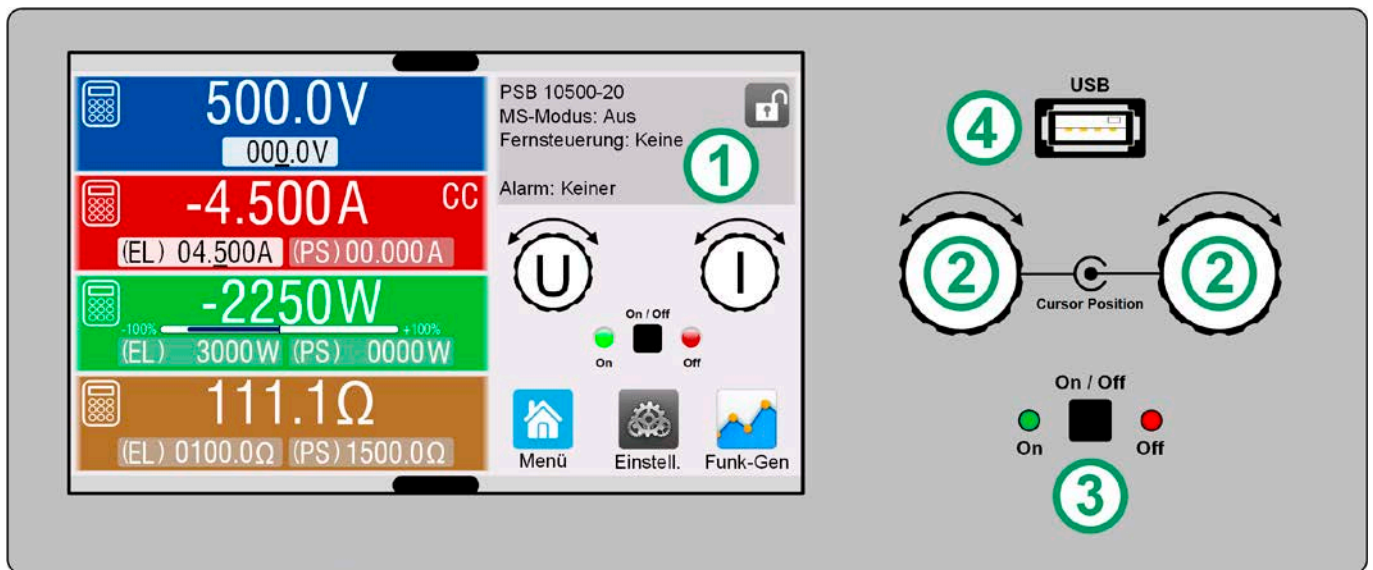 500.0V
000.0V
-4.500A CC
(EL) 04.500A (PS) 00.000A
-2250W
-100% +100%
(EL) 3000W (PS) 0000W
111.1Ω
(EL) 0100.0Ω (PS) 1500.0Ω
PSB 10500-20
MS-Modus: Aus
Fernsteuerung: Keine
Alarm: Keiner
1
U I
On / Off
On Off
Menü Einstell. Funk-Gen
USB
4
2 2
Cursor Position
On / Off
On Off
3